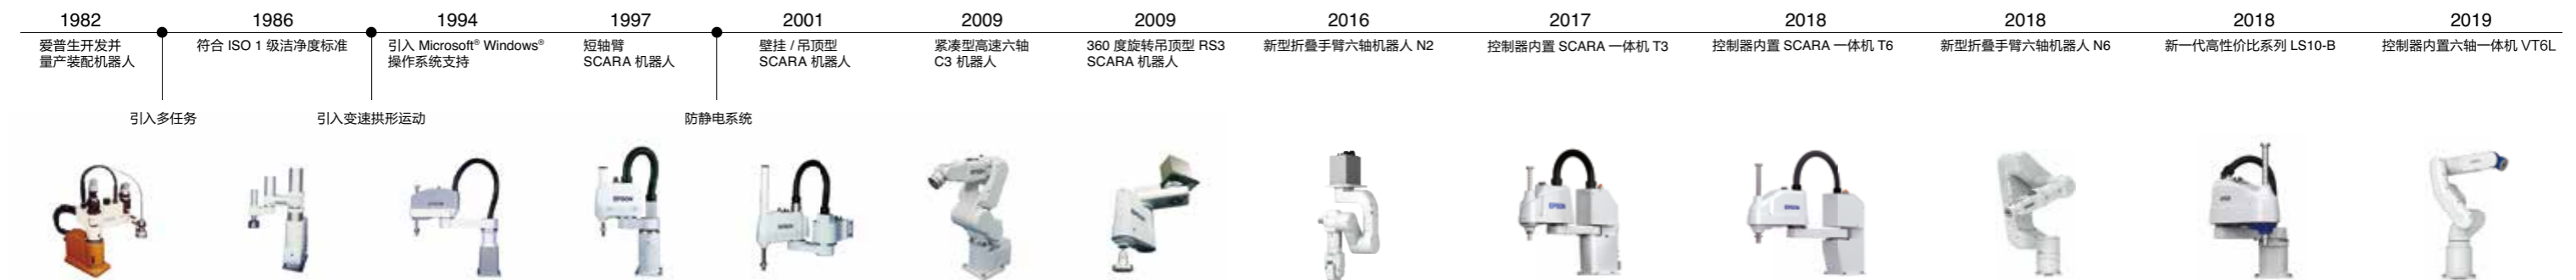 1982
爱普生开发并
量产装配机器人
引入多任务
1986
符合 ISO 1 级洁净度标准
引入变速拱形运动
1994
引入 Microsoft® Windows®
操作系统支持
1997
短轴臂
SCARA 机器人
防静电系统
2001
壁挂 / 吊顶型
SCARA 机器人
2009
紧凑型高速六轴
C3 机器人
2009
360 度旋转吊顶型 RS3
SCARA 机器人
2016
新型折叠手臂六轴机器人 N2
2017
控制器内置 SCARA 一体机 T3
2018
控制器内置 SCARA 一体机 T6
2018
新型折叠手臂六轴机器人 N6
2018
新一代高性价比系列 LS10-B
2019
控制器内置六轴一体机 VT6L
EPSON
EPSON
EPSON
EPSON